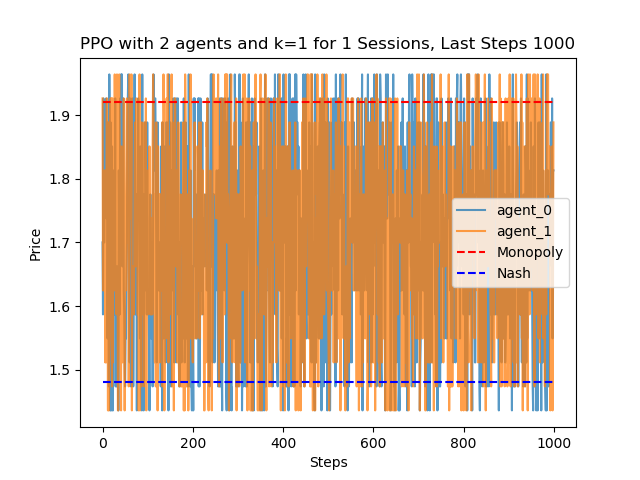 PPO with 2 agents and k=1 for 1 Sessions, Last Steps 1000
Price
1.9
1.8
1.7
1.6
1.5
agent_0
agent_1
Monopoly
Nash
0 200 400 600 800 1000
Steps